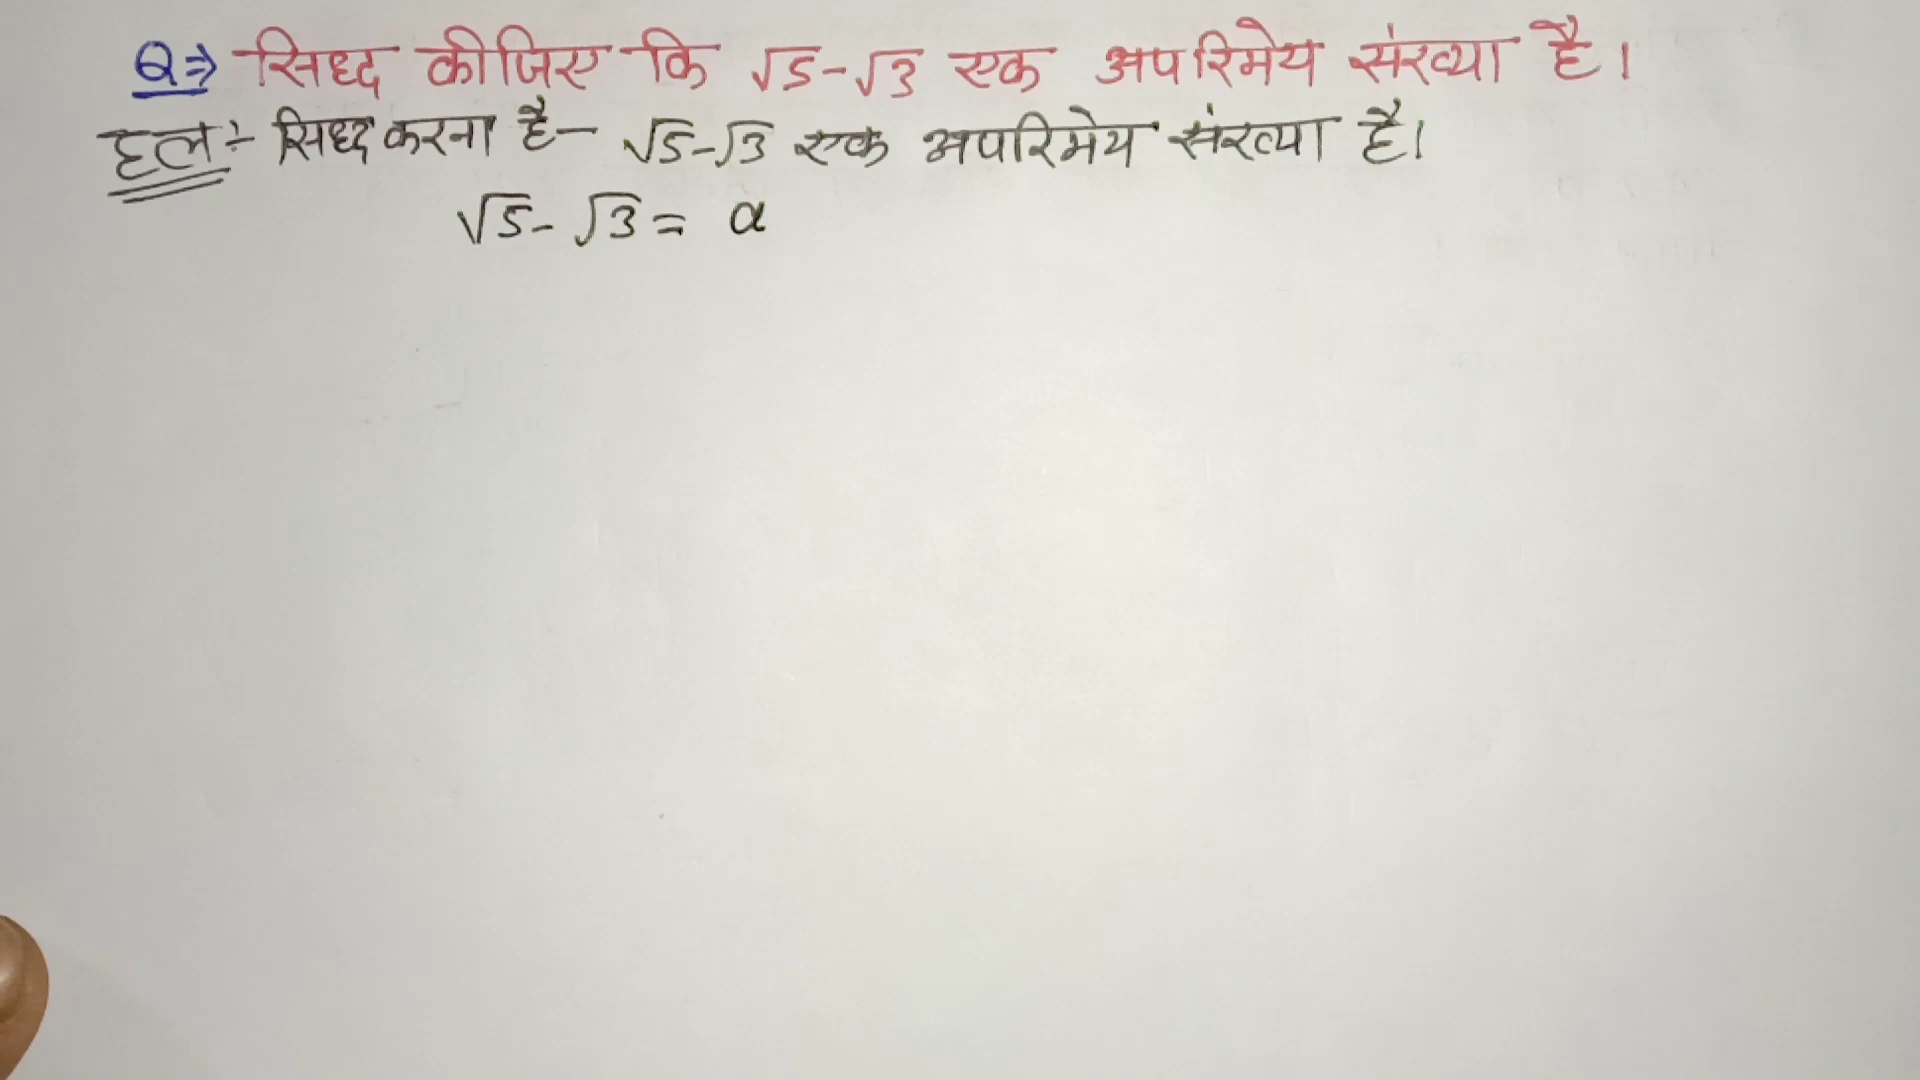 Q⇒ सिध्द कीजिए कि √5-√3 एक अपरिमेय संख्या है।
हल:- सिध्द करना है- √5-√3 एक अपरिमेय संख्या है।
√5-√3= a